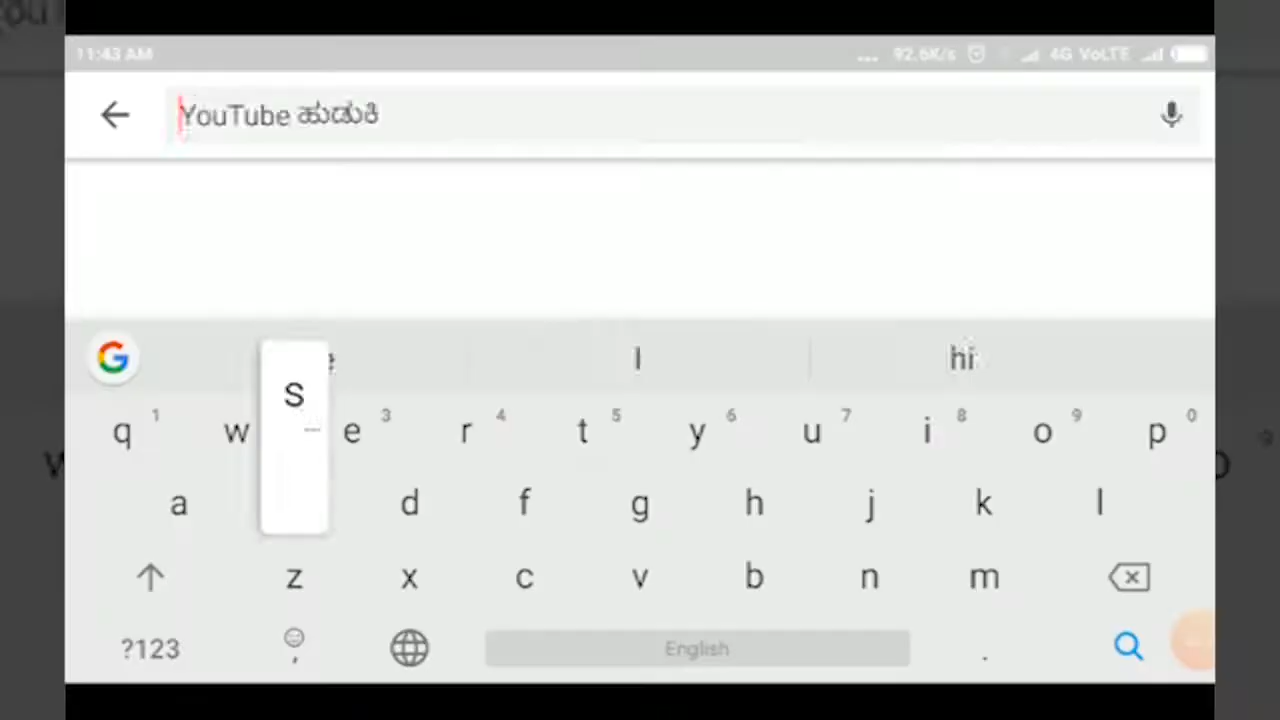 11:43 AM ... 92.6K/s 4G VoLTE
YouTube ಹುಡುಕಿ
G I hi
q 1 w e 3 r 4 t 5 y 6 u 7 i 8 o 9 p 0
S
a d f g h j k l
z x c v b n m
?123 , English .